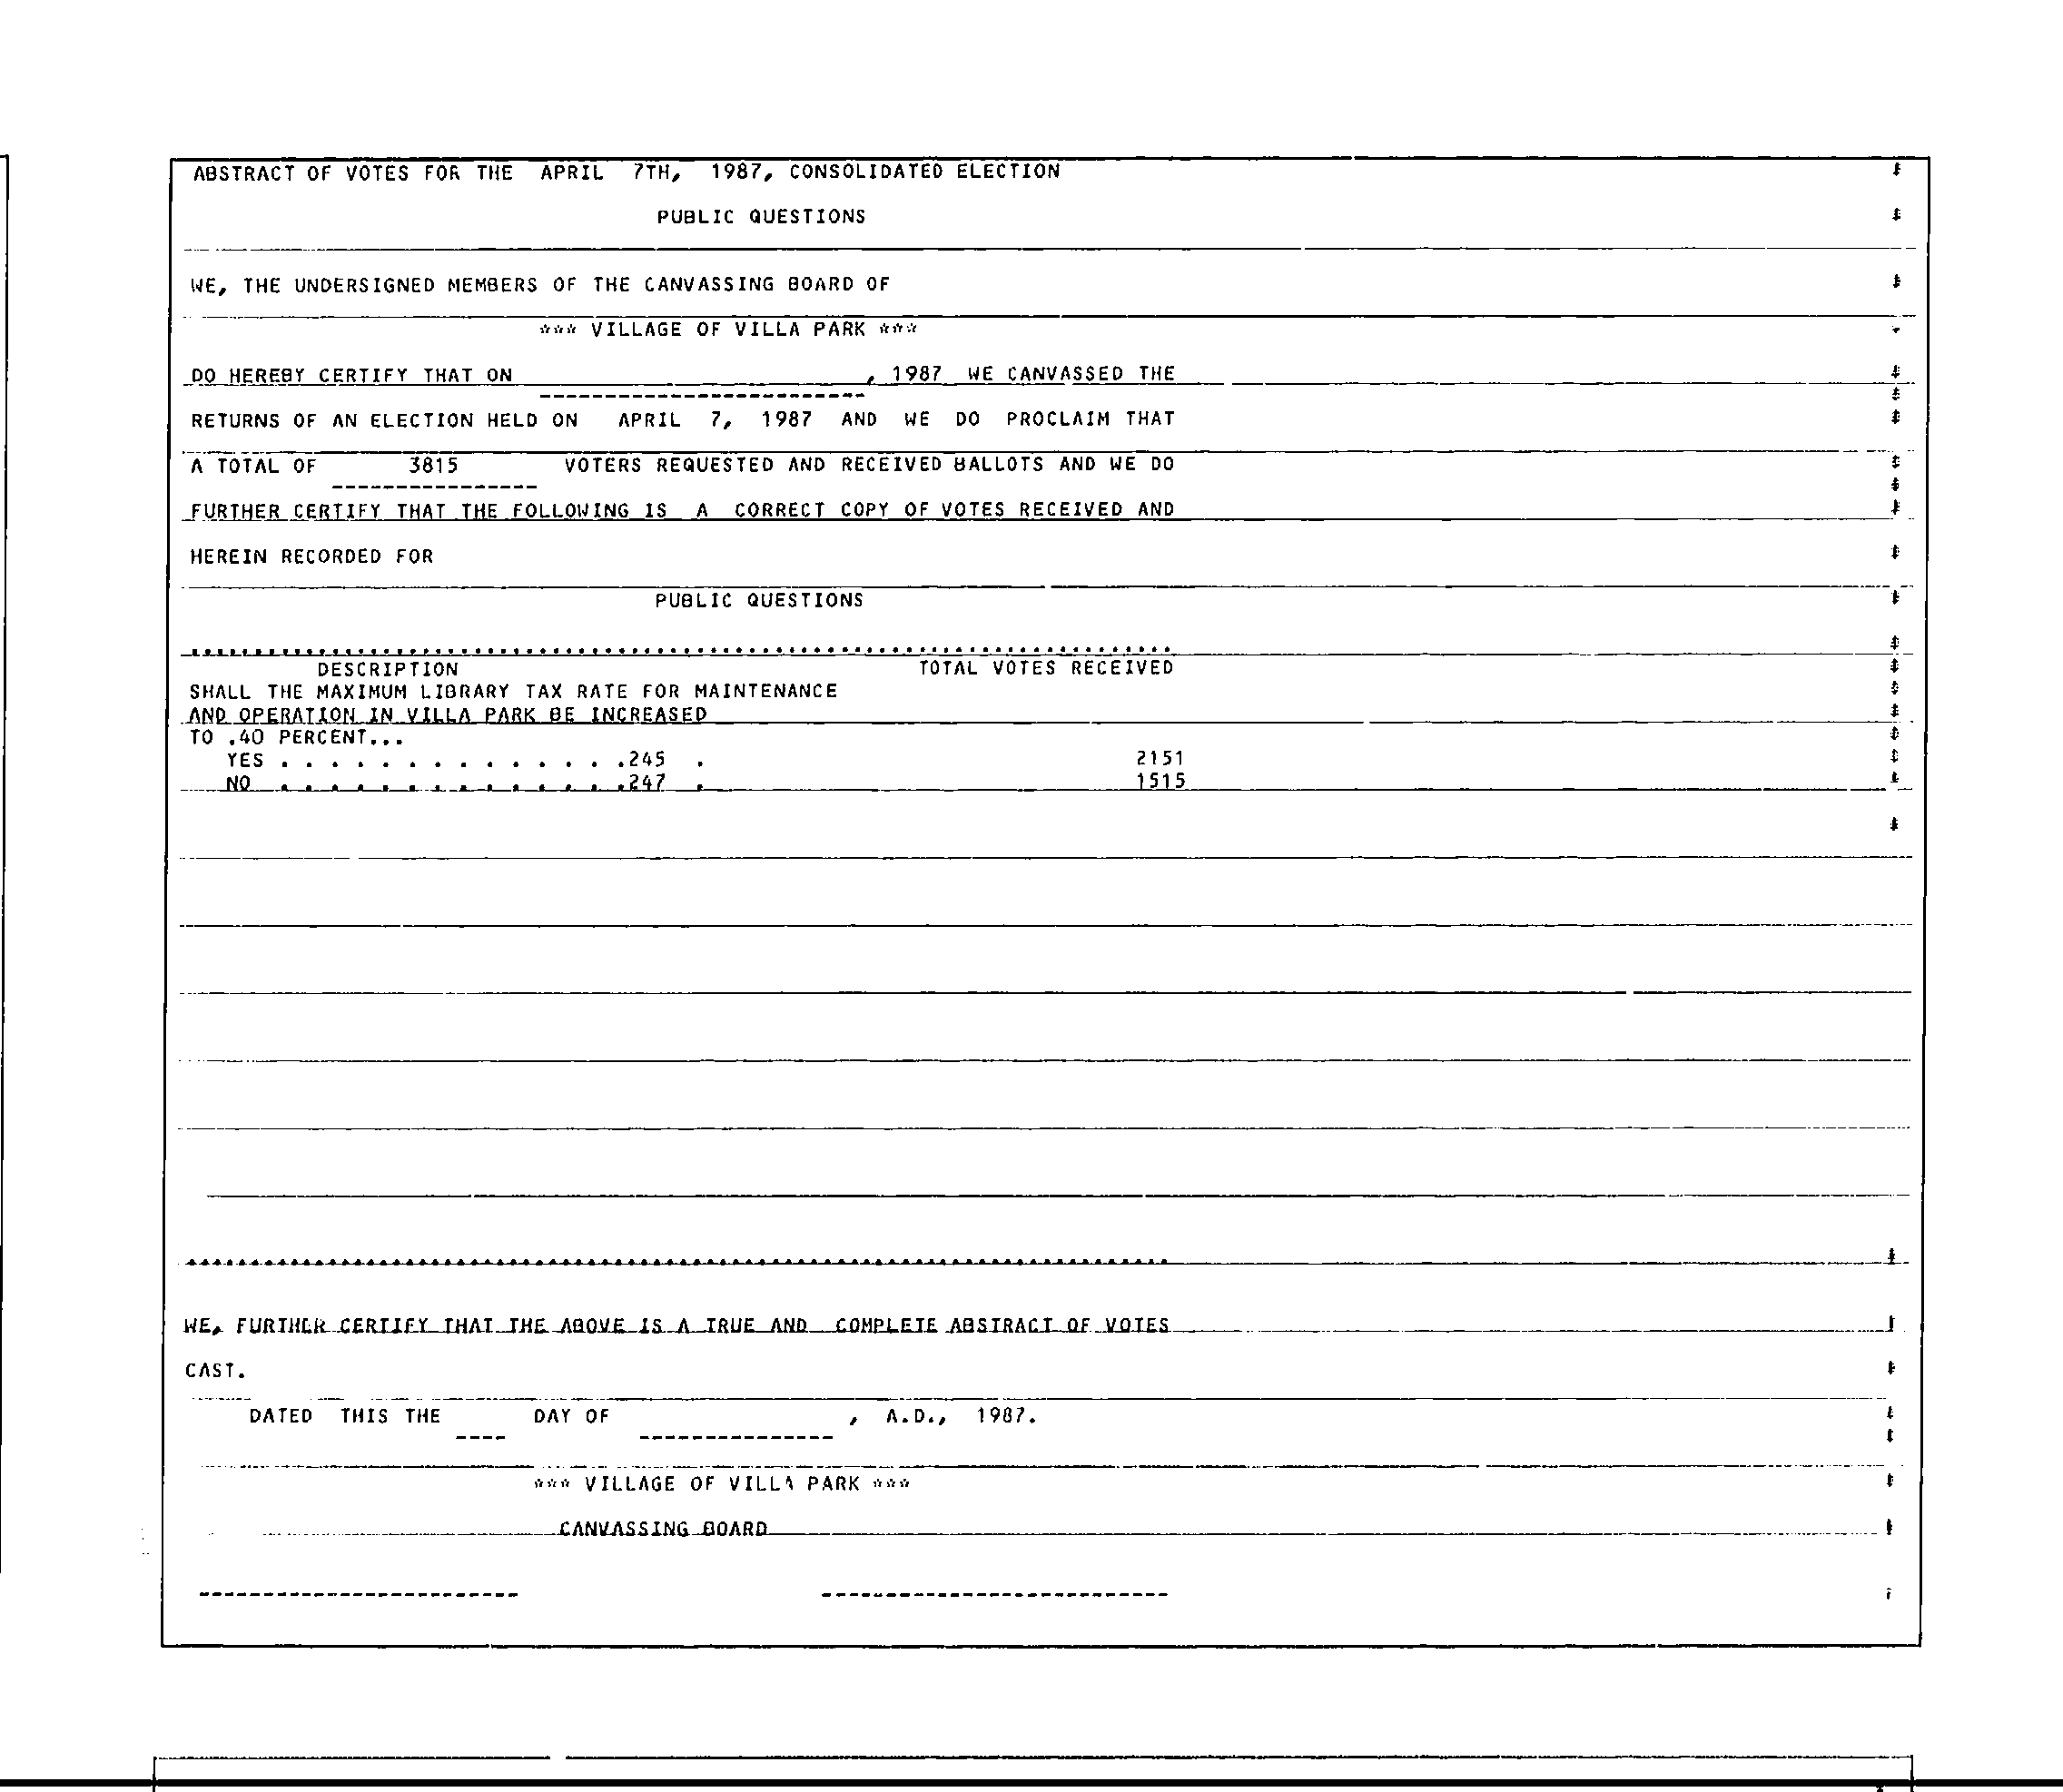 ABSTRACT OF VOTES FOR THE APRIL 7TH, 1987, CONSOLIDATED ELECTION
PUBLIC QUESTIONS
WE, THE UNDERSIGNED MEMBERS OF THE CANVASSING BOARD OF
*** VILLAGE OF VILLA PARK ***
DO HEREBY CERTIFY THAT ON , 1987 WE CANVASSED THE
-------------------------
RETURNS OF AN ELECTION HELD ON APRIL 7, 1987 AND WE DO PROCLAIM THAT
A TOTAL OF 3815 VOTERS REQUESTED AND RECEIVED BALLOTS AND WE DO
----------------
FURTHER CERTIFY THAT THE FOLLOWING IS A CORRECT COPY OF VOTES RECEIVED AND
HEREIN RECORDED FOR
PUBLIC QUESTIONS
DESCRIPTION TOTAL VOTES RECEIVED
SHALL THE MAXIMUM LIBRARY TAX RATE FOR MAINTENANCE
AND OPERATION IN VILLA PARK BE INCREASED
TO .40 PERCENT...
YES . . . . . . . . . . . . . .245 . 2151
NO . . . . . . . . . . . . . .247 . 1515
WE, FURTHER CERTIFY THAT THE ABOVE IS A TRUE AND COMPLETE ABSTRACT OF VOTES
CAST.
DATED THIS THE DAY OF , A.D., 1987.
---- ---------------
*** VILLAGE OF VILLA PARK ***
CANVASSING BOARD
------------------------- ---------------------------